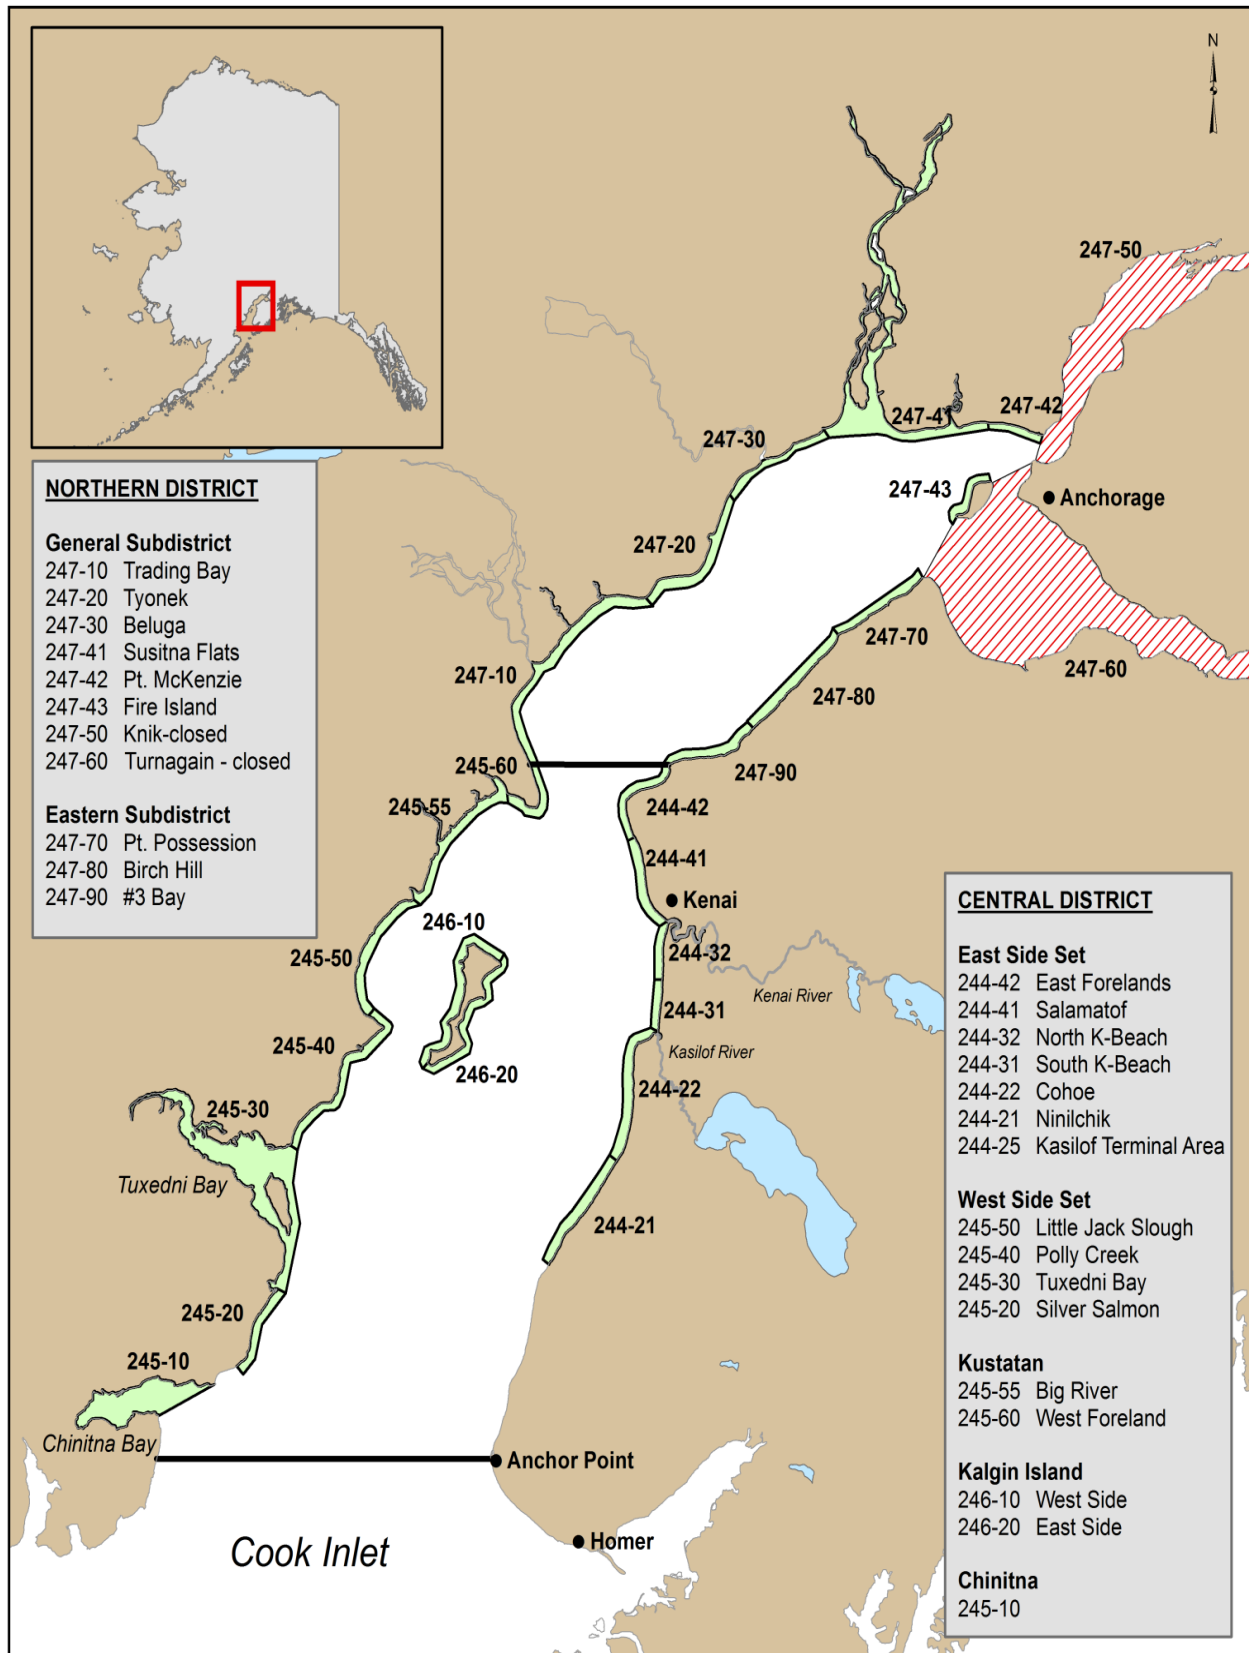 N
247-50
247-42
247-41
247-30
247-43
Anchorage
247-20
247-70
247-60
247-10
247-80
245-60
247-90
245-55
244-42
244-41
Kenai
246-10
244-32
245-50
Kenai River
244-31
245-40
Kasilof River
246-20
244-22
245-30
Tuxedni Bay
244-21
245-20
245-10
Chinitna Bay
Anchor Point
Homer
Cook Inlet
NORTHERN DISTRICT
General Subdistrict
247-10 Trading Bay
247-20 Tyonek
247-30 Beluga
247-41 Susitna Flats
247-42 Pt. McKenzie
247-43 Fire Island
247-50 Knik-closed
247-60 Turnagain - closed
Eastern Subdistrict
247-70 Pt. Possession
247-80 Birch Hill
247-90 #3 Bay
CENTRAL DISTRICT
East Side Set
244-42 East Forelands
244-41 Salamatof
244-32 North K-Beach
244-31 South K-Beach
244-22 Cohoe
244-21 Ninilchik
244-25 Kasilof Terminal Area
West Side Set
245-50 Little Jack Slough
245-40 Polly Creek
245-30 Tuxedni Bay
245-20 Silver Salmon
Kustatan
245-55 Big River
245-60 West Foreland
Kalgin Island
246-10 West Side
246-20 East Side
Chinitna
245-10